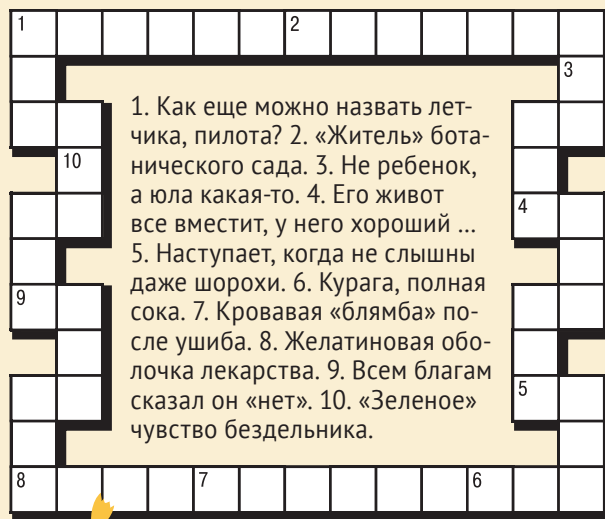 1
2
3
1. Как еще можно назвать лет-
чика, пилота? 2. «Житель» бота-
10
нического сада. 3. Не ребенок,
а юла какая-то. 4. Его живот
4
все вместит, у него хороший ...
5. Наступает, когда не слышны
даже шорохи. 6. Курага, полная
9
сока. 7. Кровавая «блямба» по-
сле ушиба. 8. Желатиновая обо-
лочка лекарства. 9. Всем благам
5
сказал он «нет». 10. «Зеленое»
чувство бездельника.
8
7
6